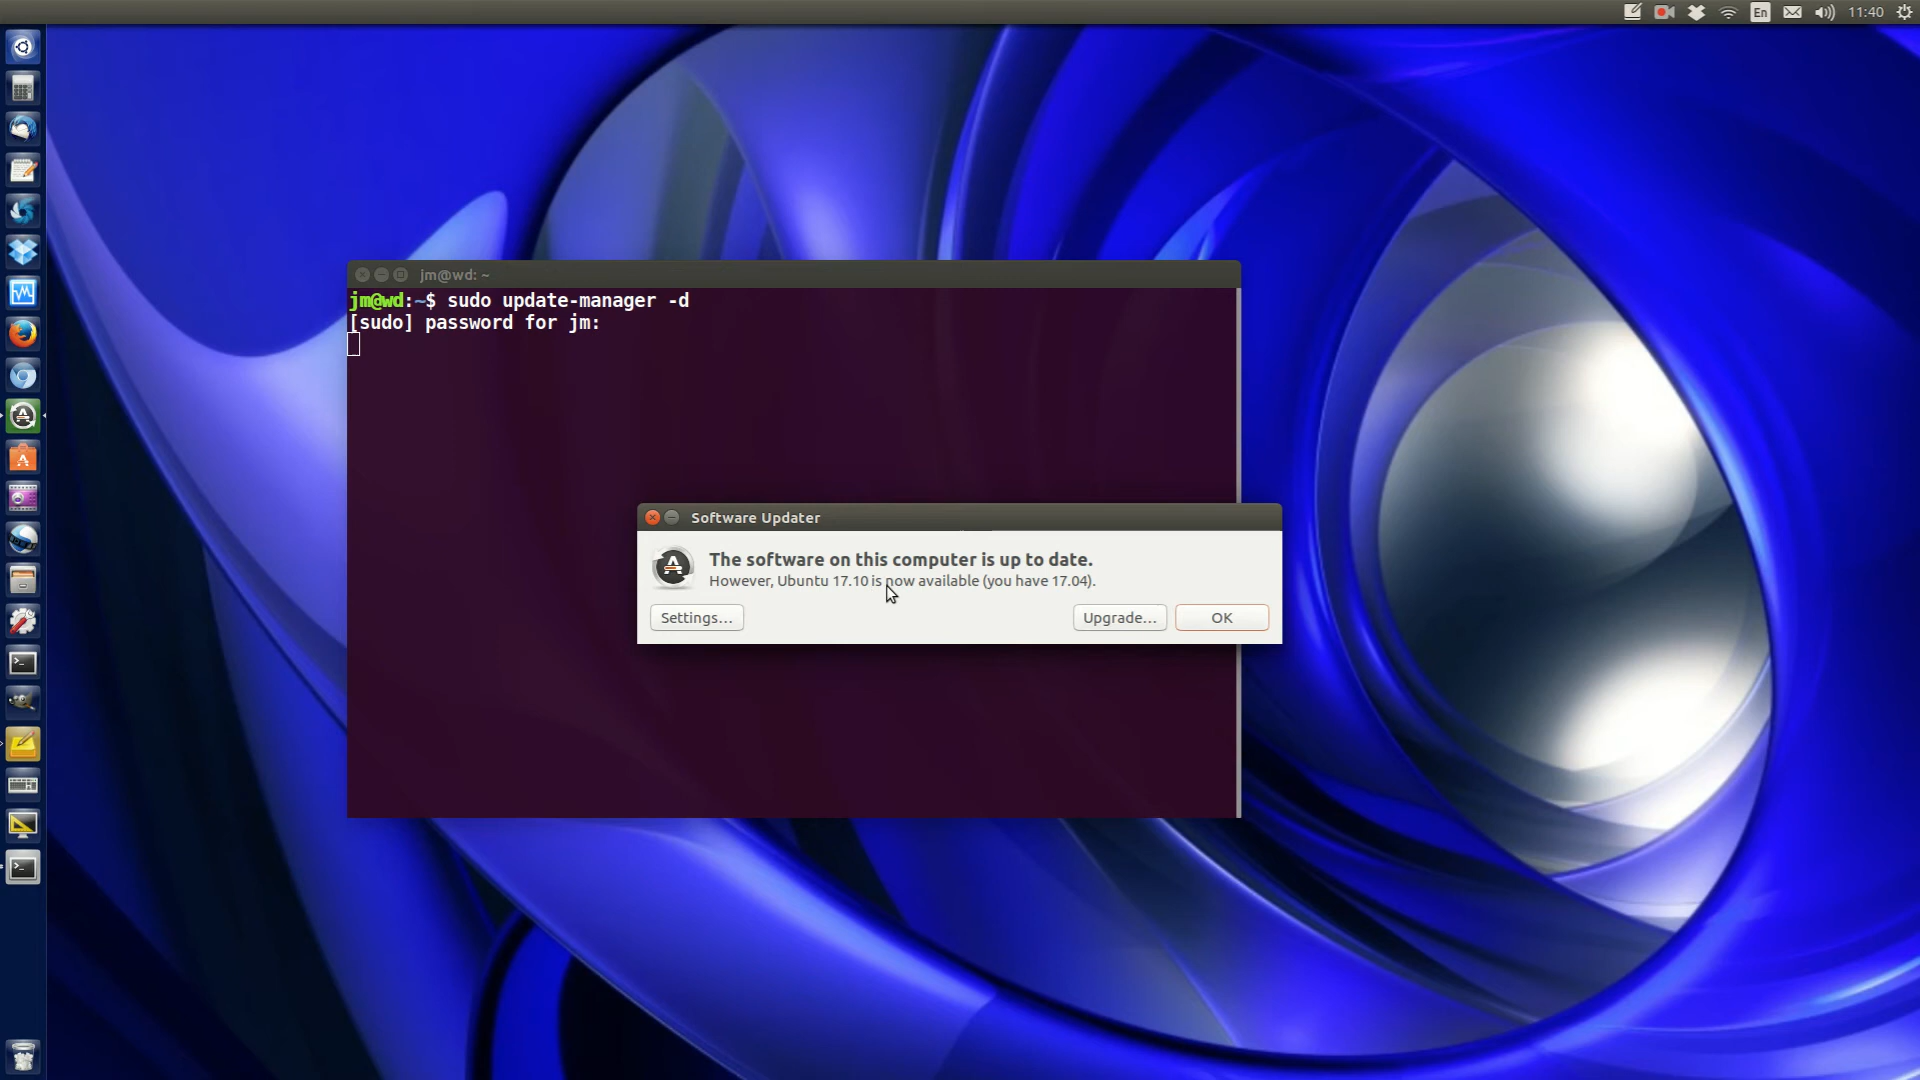 En
11:40
jm@wd: ~
jm@wd:~$ sudo update-manager -d
[sudo] password for jm:
Software Updater
The software on this computer is up to date.
However, Ubuntu 17.10 is now available (you have 17.04).
Settings...
Upgrade...
OK